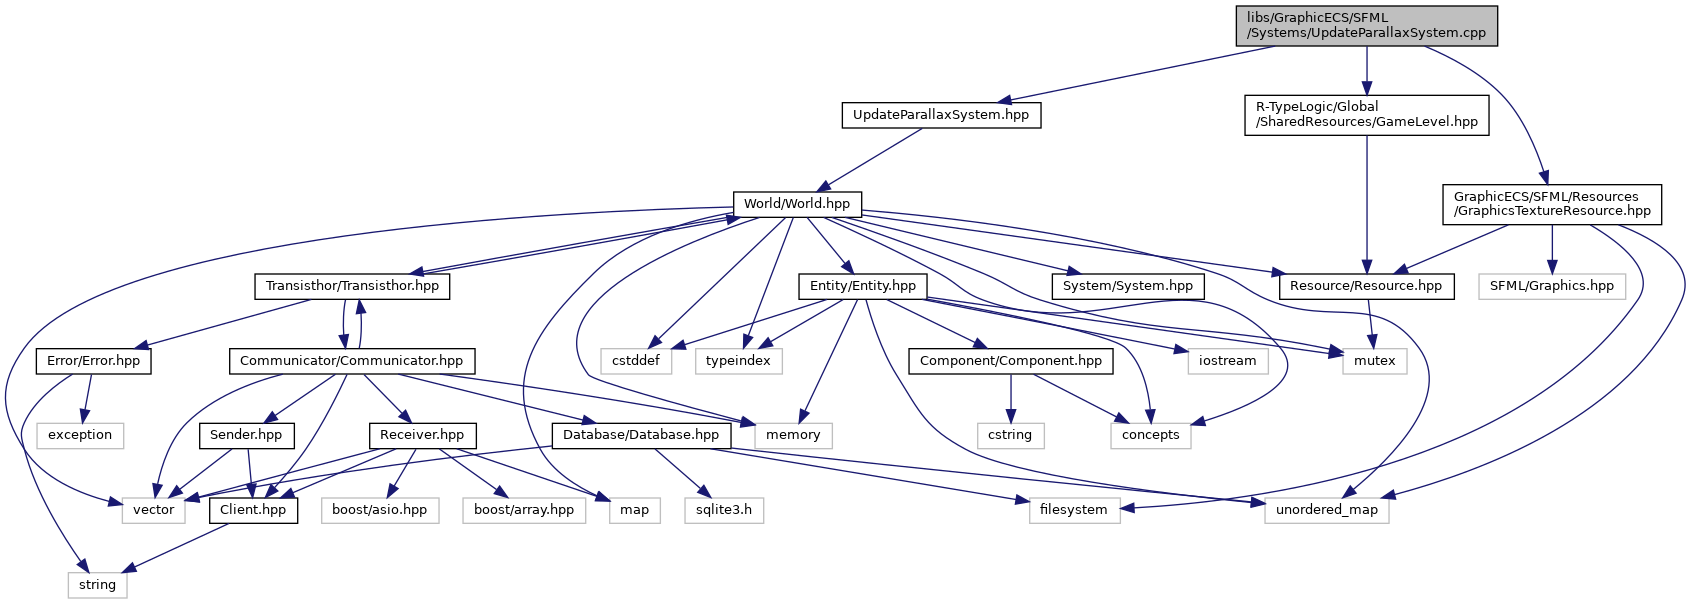 libs/GraphicECS/SFML
/Systems/UpdateParallaxSystem.cpp
UpdateParallaxSystem.hpp
R-TypeLogic/Global
/SharedResources/GameLevel.hpp
World/World.hpp
GraphicECS/SFML/Resources
/GraphicsTextureResource.hpp
Transisthor/Transisthor.hpp
Entity/Entity.hpp
System/System.hpp
Resource/Resource.hpp
SFML/Graphics.hpp
Error/Error.hpp
Communicator/Communicator.hpp
cstddef
typeindex
Component/Component.hpp
iostream
mutex
exception
Sender.hpp
Receiver.hpp
Database/Database.hpp
memory
cstring
concepts
vector
Client.hpp
boost/asio.hpp
boost/array.hpp
map
sqlite3.h
filesystem
unordered_map
string